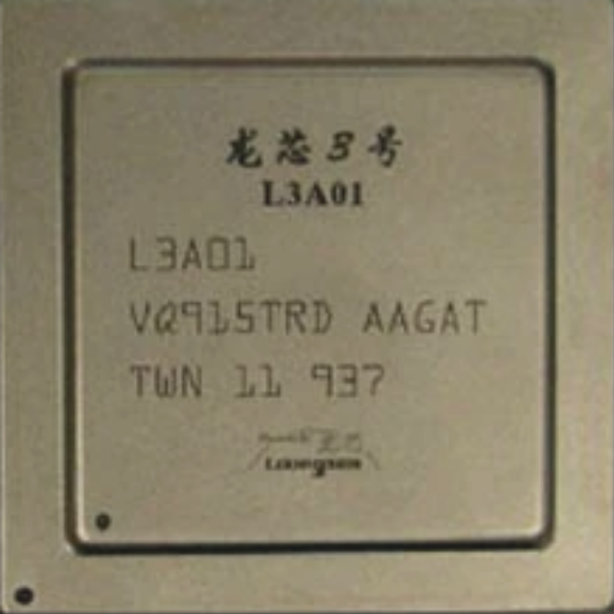 龙芯3号
L3A01
L3A01
VQ915TRD AAGAT
TWN 11 937
Loongson